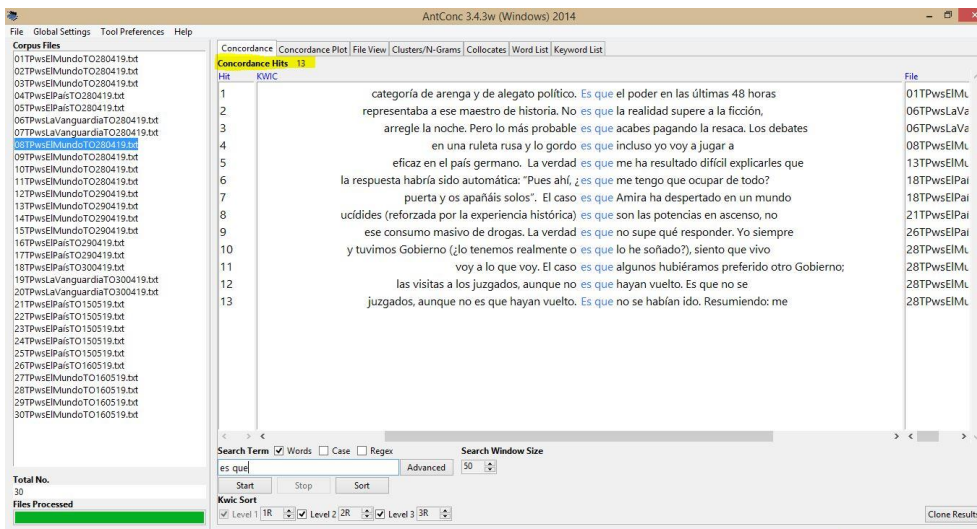 AntConc 3.4.3w (Windows) 2014
File Global Settings Tool Preferences Help
Corpus Files
01TPwsElMundoTO280419.txt
02TPwsElMundoTO280419.txt
03TPwsElMundoTO280419.txt
04TPwsElPaísTO280419.txt
05TPwsElPaísTO280419.txt
06TPwsLaVanguardiaTO280419.txt
07TPwsLaVanguardiaTO280419.txt
08TPwsElMundoTO280419.txt
09TPwsElMundoTO280419.txt
10TPwsElMundoTO280419.txt
11TPwsElMundoTO280419.txt
12TPwsElMundoTO290419.txt
13TPwsElMundoTO290419.txt
14TPwsElMundoTO290419.txt
15TPwsElMundoTO290419.txt
16TPwsElPaísTO290419.txt
17TPwsElPaísTO290419.txt
18TPwsElPaísTO300419.txt
19TPwsLaVanguardiaTO300419.txt
20TPwsLaVanguardiaTO300419.txt
21TPwsElPaísTO150519.txt
22TPwsElPaísTO150519.txt
23TPwsElPaísTO150519.txt
24TPwsElPaísTO150519.txt
25TPwsElPaísTO150519.txt
26TPwsElPaísTO160519.txt
27TPwsElMundoTO160519.txt
28TPwsElMundoTO160519.txt
29TPwsElMundoTO160519.txt
30TPwsElMundoTO160519.txt
Total No.
30
Files Processed
Concordance Concordance Plot File View Clusters/N-Grams Collocates Word List Keyword List
Concordance Hits 13
Hit KWIC File
1 categoría de arenga y de alegato político. Es que el poder en las últimas 48 horas 01TPwsElMu
2 representaba a ese maestro de historia. No es que la realidad supere a la ficción, 06TPwsLaVa
3 arregle la noche. Pero lo más probable es que acabes pagando la resaca. Los debates 06TPwsLaVa
4 en una ruleta rusa y lo gordo es que incluso yo voy a jugar a 08TPwsElMu
5 eficaz en el país germano. La verdad es que me ha resultado difícil explicarles que 13TPwsElMu
6 la respuesta habría sido automática: “Pues ahí, ¿es que me tengo que ocupar de todo? 18TPwsElPaí
7 puerta y os apañáis solos”. El caso es que Amira ha despertado en un mundo 18TPwsElPaí
8 ucídides (reforzada por la experiencia histórica) es que son las potencias en ascenso, no 21TPwsElPaí
9 ese consumo masivo de drogas. La verdad es que no supe qué responder. Yo siempre 26TPwsElPaí
10 y tuvimos Gobierno (¿lo tenemos realmente o es que lo he soñado?), siento que vivo 28TPwsElMu
11 voy a lo que voy. El caso es que algunos hubiéramos preferido otro Gobierno; 28TPwsElMu
12 las visitas a los juzgados, aunque no es que hayan vuelto. Es que no se 28TPwsElMu
13 juzgados, aunque no es que hayan vuelto. Es que no se habían ido. Resumiendo: me 28TPwsElMu
Search Term Words Case Regex Search Window Size
es que Advanced 50
Start Stop Sort
Kwic Sort
Level 1 1R Level 2 2R Level 3 3R Clone Results